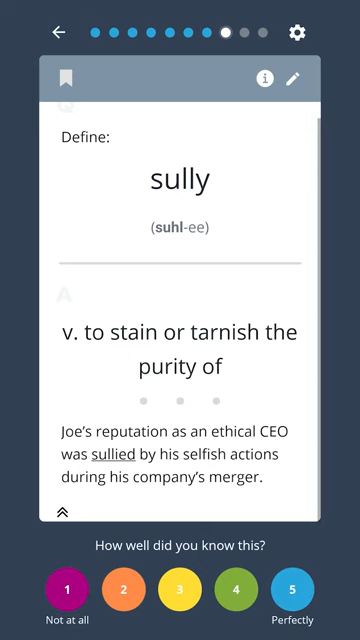 Q
Define:
sully
(suhl-ee)
A
v. to stain or tarnish the
purity of
Joe's reputation as an ethical CEO
was sullied by his selfish actions
during his company's merger.
How well did you know this?
1 2 3 4 5
Not at all Perfectly